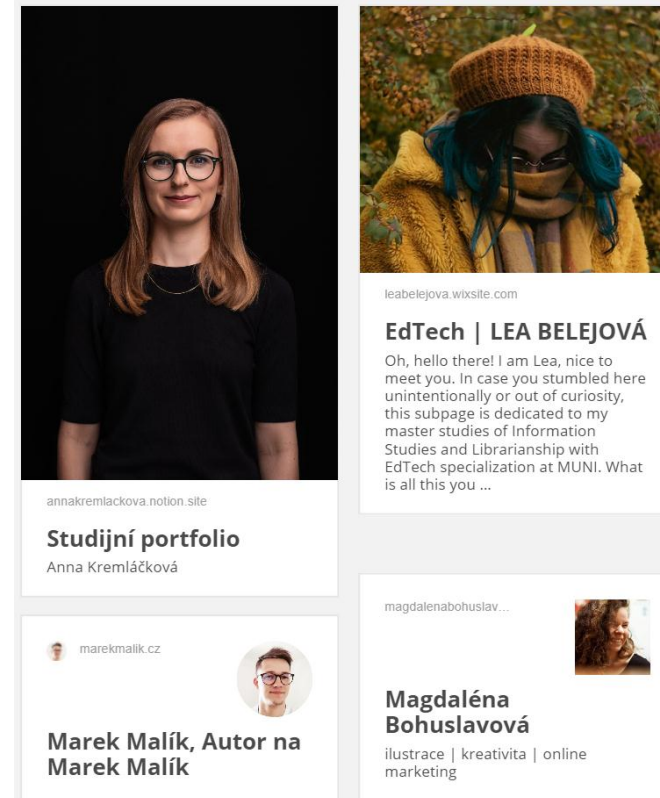 annakremlackova.notion.site
Studijní portfolio
Anna Kremláčková
marekmalik.cz
Marek Malík, Autor na
Marek Malík
leabelejova.wixsite.com
EdTech | LEA BELEJOVÁ
Oh, hello there! I am Lea, nice to
meet you. In case you stumbled here
unintentionally or out of curiosity,
this subpage is dedicated to my
master studies of Information
Studies and Librarianship with
EdTech specialization at MUNI. What
is all this you ...
magdalenabohuslav...
Magdaléna
Bohuslavová
ilustrace | kreativita | online
marketing